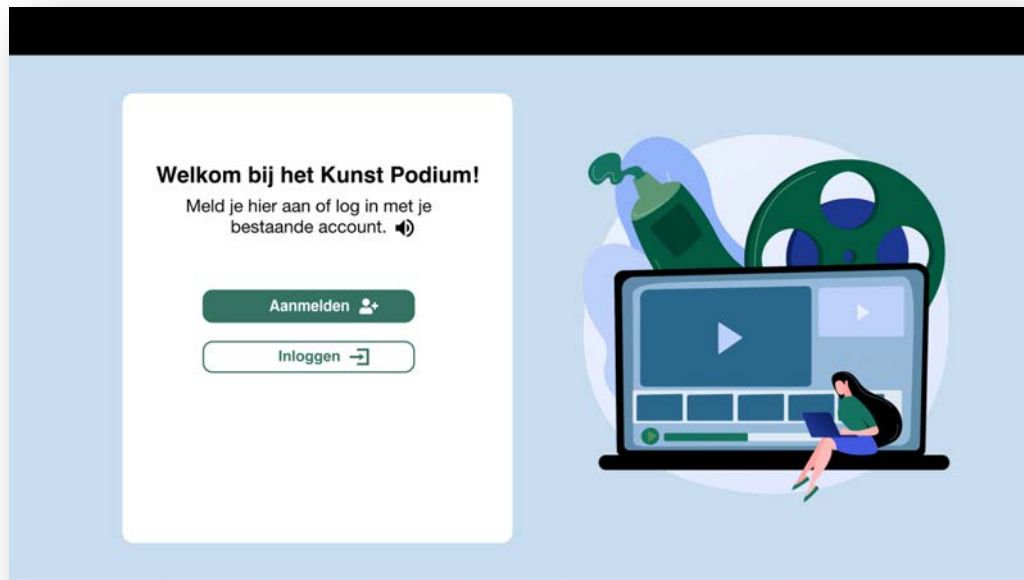 Welkom bij het Kunst Podium!
Meld je hier aan of log in met je
bestaande account.
Aanmelden
Inloggen